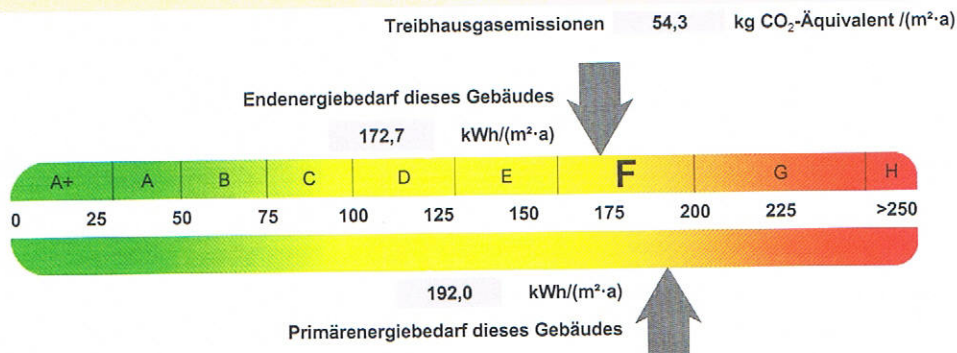 Treibhausgasemissionen 54,3 kg CO₂-Äquivalent /(m²·a)
Endenergiebedarf dieses Gebäudes
172,7 kWh/(m²·a)
A+ A B C D E F G H
0 25 50 75 100 125 150 175 200 225 >250
192,0 kWh/(m²·a)
Primärenergiebedarf dieses Gebäudes